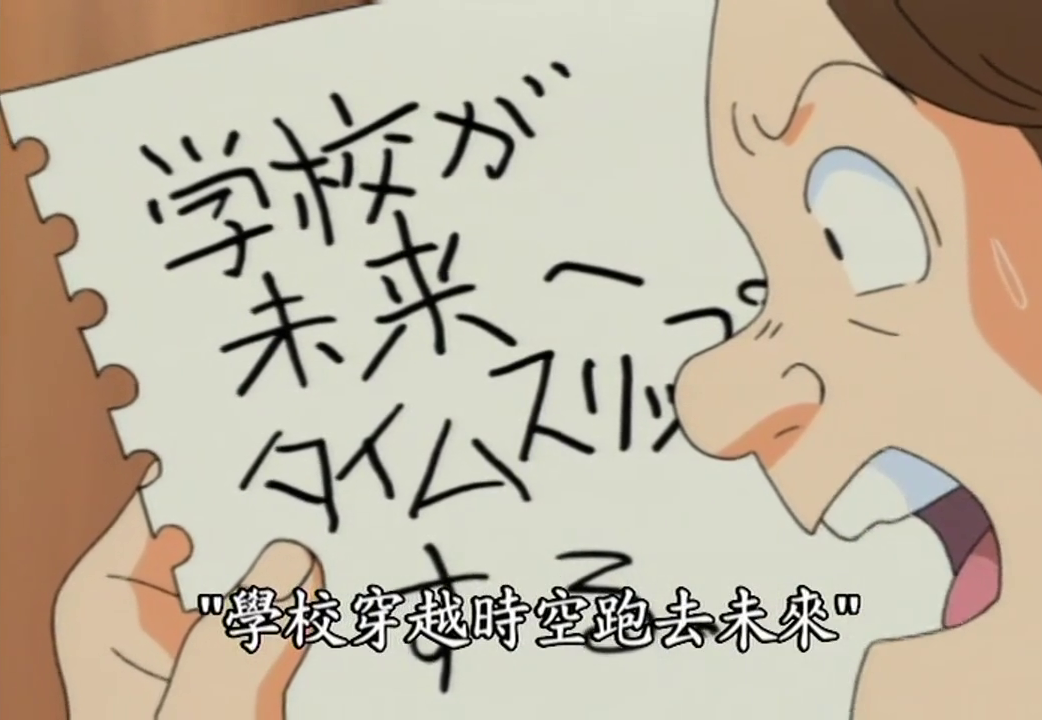 学校が
未来へ
タイムスリップ
する
"學校穿越時空跑去未來"